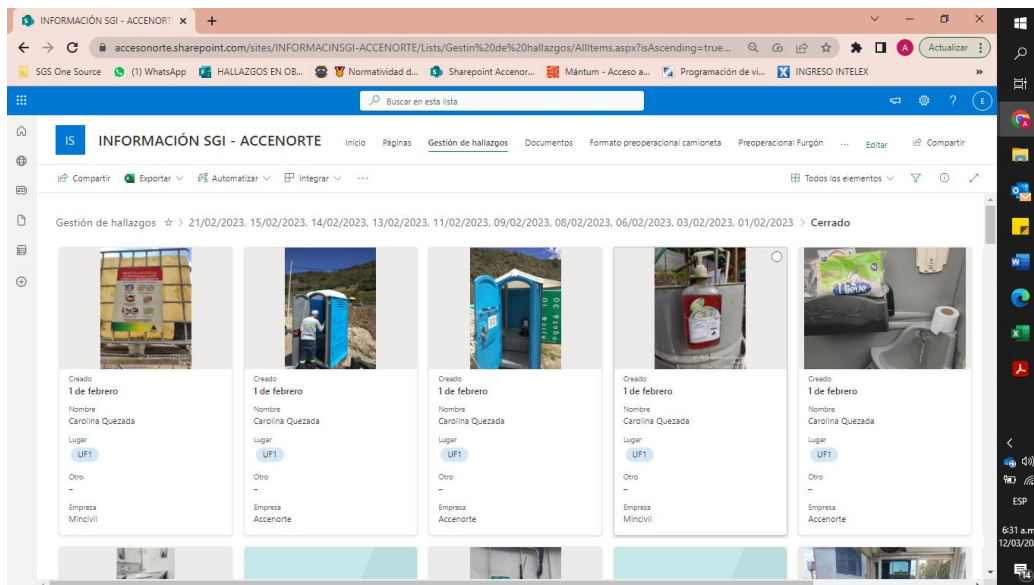 INFORMACIÓN SGI - ACCENORT
accesonorte.sharepoint.com/sites/INFORMACINSGI-ACCENORTE/Lists/Gestin%20de%20hallazgos/AllItems.aspx?isAscending=true...
Actualizar
SGS One Source
(1) WhatsApp
HALLAZGOS EN OB...
Normatividad d...
Sharepoint Accenor...
Mántum - Acceso a...
Programación de vi...
INGRESO INTELEX
Buscar en esta lista
IS
INFORMACIÓN SGI - ACCENORTE
Inicio
Páginas
Gestión de hallazgos
Documentos
Formato preoperacional camioneta
Preoperacional Furgón
...
Editar
Compartir
Compartir
Exportar
Automatizar
Integrar
...
Todos los elementos
Gestión de hallazgos > 21/02/2023, 15/02/2023, 14/02/2023, 13/02/2023, 11/02/2023, 09/02/2023, 08/02/2023, 06/02/2023, 03/02/2023, 01/02/2023 > Cerrado
Creado
1 de febrero
Nombre
Carolina Quezada
Lugar
UF1
Otro
–
Empresa
Mincivil
Creado
1 de febrero
Nombre
Carolina Quezada
Lugar
UF1
Otro
–
Empresa
Accenorte
Creado
1 de febrero
Nombre
Carolina Quezada
Lugar
UF1
Otro
–
Empresa
Accenorte
Creado
1 de febrero
Nombre
Carolina Quezada
Lugar
UF1
Otro
–
Empresa
Mincivil
Creado
1 de febrero
Nombre
Carolina Quezada
Lugar
UF1
Otro
–
Empresa
Accenorte
ESP
6:31 a.m
12/03/20